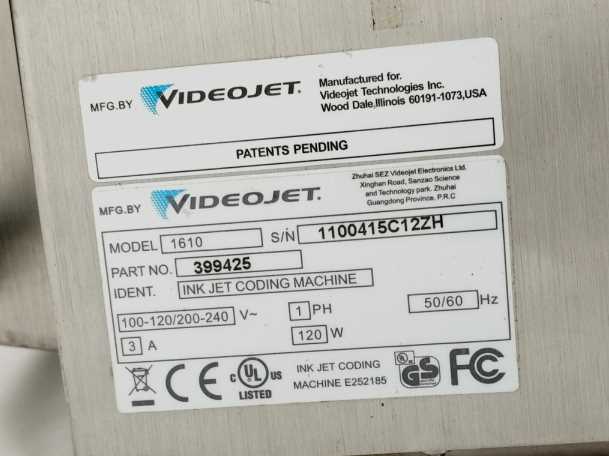 MFG.BY VIDEOJET.
Manufactured for.
Videojet Technologies Inc.
Wood Dale,Illinois 60191-1073,USA
PATENTS PENDING
MFG.BY VIDEOJET.
Zhuhai SEZ Videojet Electronics Ltd.
Xinghan Road, Sanzao Science
and Technology park. Zhuhai
Guangdong Province, P.R.C
MODEL 1610 S/N 1100415C12ZH
PART NO. 399425
IDENT. INK JET CODING MACHINE
100-120/200-240 V~ 1 PH 50/60 Hz
3 A 120 W
CE c UL US LISTED
INK JET CODING
MACHINE E252185
UL GS FC